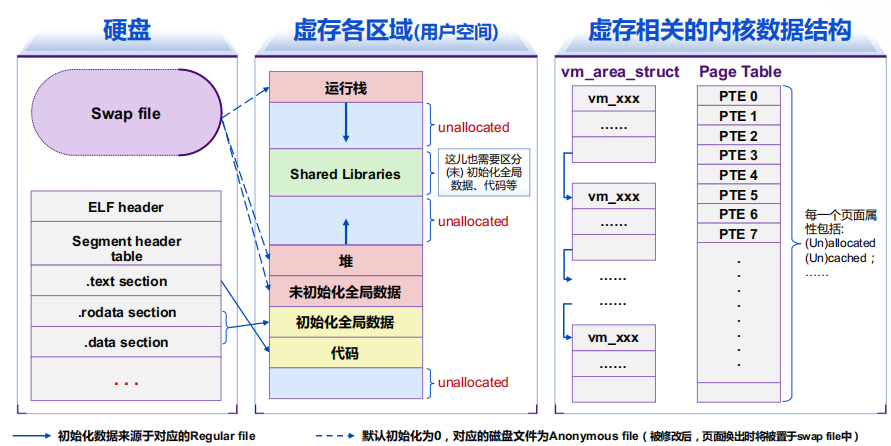 硬盘
虚存各区域(用户空间)
虚存相关的内核数据结构
Swap file
ELF header
Segment header
table
.text section
.rodata section
.data section
. . .
运行栈
unallocated
Shared Libraries
这儿也需要区分
(未) 初始化全局
数据、代码等
unallocated
堆
未初始化全局数据
初始化全局数据
代码
unallocated
vm_area_struct
vm_xxx
……
vm_xxx
……
……
……
vm_xxx
……
Page Table
PTE 0
PTE 1
PTE 2
PTE 3
PTE 4
PTE 5
PTE 6
PTE 7
.
.
.
.
.
.
.
每一个页面属
性包括:
(Un)allocated
(Un)cached；
……
初始化数据来源于对应的Regular file
默认初始化为0，对应的磁盘文件为Anonymous file（被修改后，页面换出时将被置于swap file中）